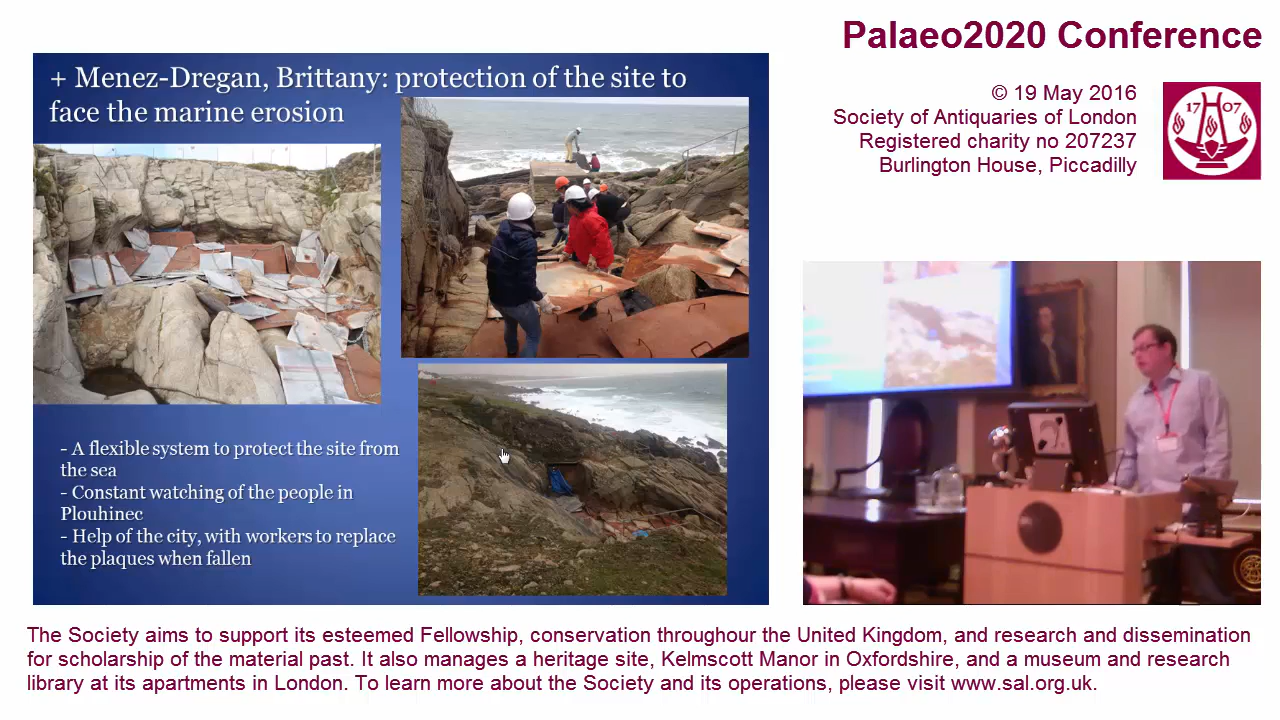 Palaeo2020 Conference
© 19 May 2016
Society of Antiquaries of London
Registered charity no 207237
Burlington House, Piccadilly
17 07
+ Menez-Dregan, Brittany: protection of the site to
face the marine erosion
- A flexible system to protect the site from
the sea
- Constant watching of the people in
Plouhinec
- Help of the city, with workers to replace
the plaques when fallen
The Society aims to support its esteemed Fellowship, conservation throughour the United Kingdom, and research and dissemination
for scholarship of the material past. It also manages a heritage site, Kelmscott Manor in Oxfordshire, and a museum and research
library at its apartments in London. To learn more about the Society and its operations, please visit www.sal.org.uk.